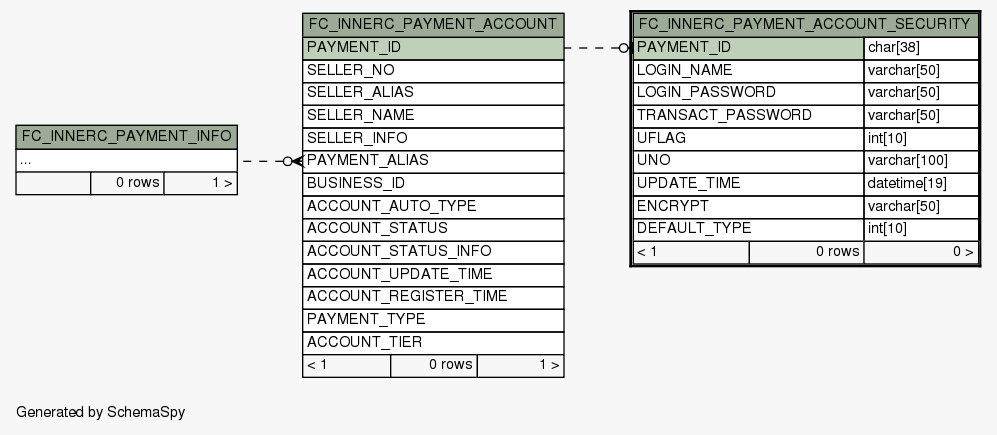 FC_INNERC_PAYMENT_INFO
...
0 rows 1 >
FC_INNERC_PAYMENT_ACCOUNT
PAYMENT_ID
SELLER_NO
SELLER_ALIAS
SELLER_NAME
SELLER_INFO
PAYMENT_ALIAS
BUSINESS_ID
ACCOUNT_AUTO_TYPE
ACCOUNT_STATUS
ACCOUNT_STATUS_INFO
ACCOUNT_UPDATE_TIME
ACCOUNT_REGISTER_TIME
PAYMENT_TYPE
ACCOUNT_TIER
< 1 0 rows 1 >
FC_INNERC_PAYMENT_ACCOUNT_SECURITY
PAYMENT_ID char[38]
LOGIN_NAME varchar[50]
LOGIN_PASSWORD varchar[50]
TRANSACT_PASSWORD varchar[50]
UFLAG int[10]
UNO varchar[100]
UPDATE_TIME datetime[19]
ENCRYPT varchar[50]
DEFAULT_TYPE int[10]
< 1 0 rows 0 >
Generated by SchemaSpy